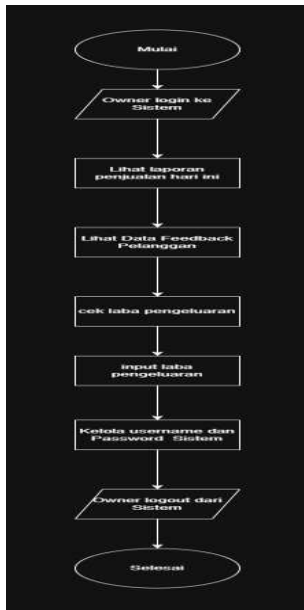 Mulai
Owner login ke
Sistem
Lihat laporan
penjualan hari ini
Lihat Data Feedback
Pelanggan
cek laba pengeluaran
input laba
pengeluaran
Kelola username dan
Password Sistem
Owner logout dari
Sistem
Selesai